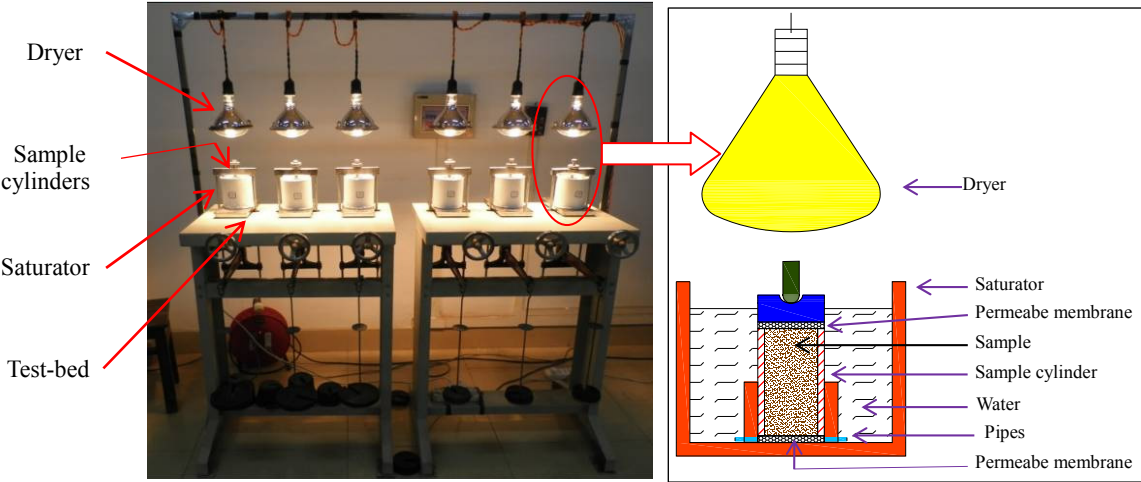 Dryer
Sample
cylinders
Saturator
Test-bed
Dryer
Saturator
Permeabe membrane
Sample
Sample cylinder
Water
Pipes
Permeabe membrane